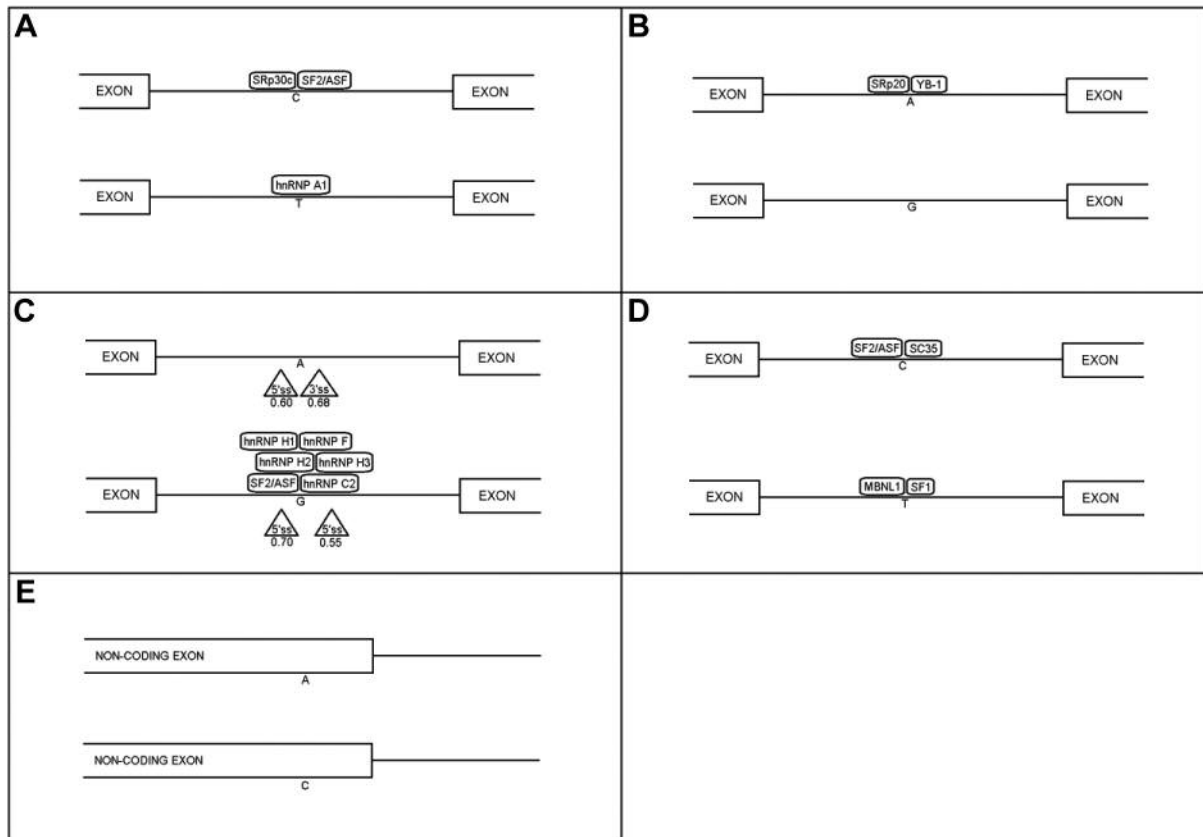 A
SRp30c SF2/ASF
EXON EXON
C
hnRNP A1
EXON EXON
T
B
SRp20 YB-1
EXON EXON
A
EXON EXON
G
C
EXON EXON
A
5'ss 3'ss
0.60 0.68
hnRNP H1 hnRNP F
hnRNP H2 hnRNP H3
SF2/ASF hnRNP C2
EXON EXON
G
5'ss 5'ss
0.70 0.55
D
SF2/ASF SC35
EXON EXON
C
MBNL1 SF1
EXON EXON
T
E
NON-CODING EXON
A
NON-CODING EXON
C